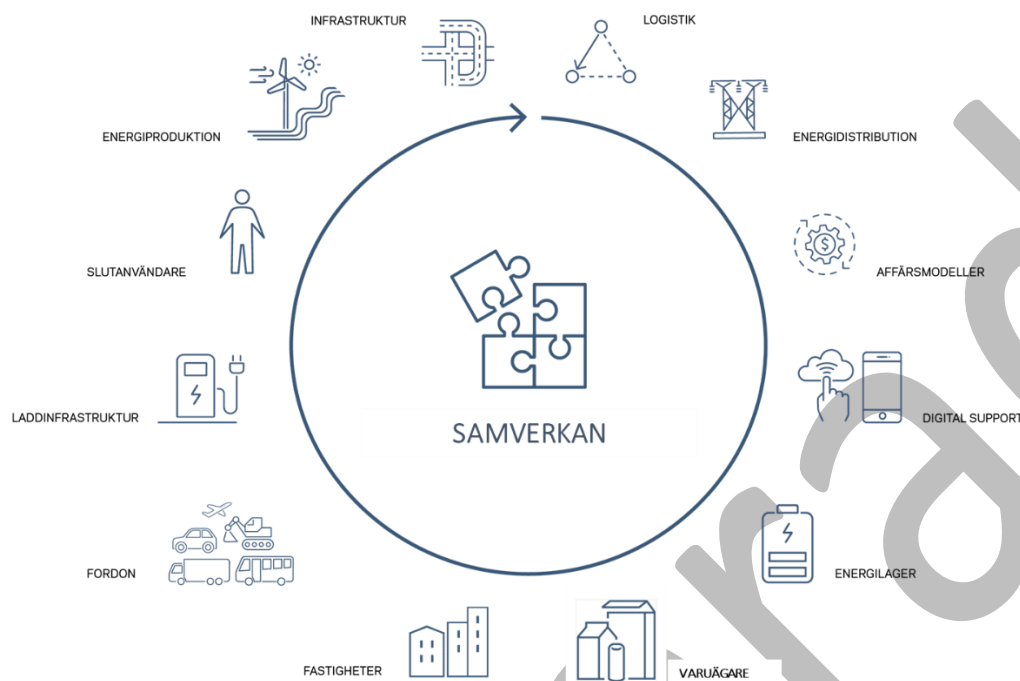 INFRASTRUKTUR
LOGISTIK
ENERGIPRODUKTION
ENERGIDISTRIBUTION
SLUTANVÄNDARE
AFFÄRSMODELLER
LADDINFRASTRUKTUR
DIGITAL SUPPORT
SAMVERKAN
FORDON
ENERGILAGER
FASTIGHETER
VARUÄGARE